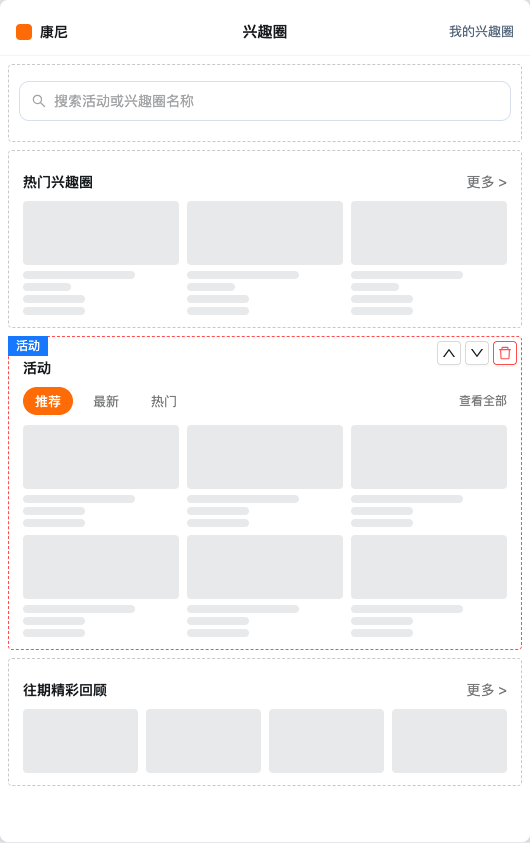 康尼 兴趣圈 我的兴趣圈
搜索活动或兴趣圈名称
热门兴趣圈 更多 >
活动
活动
推荐 最新 热门 查看全部
往期精彩回顾 更多 >